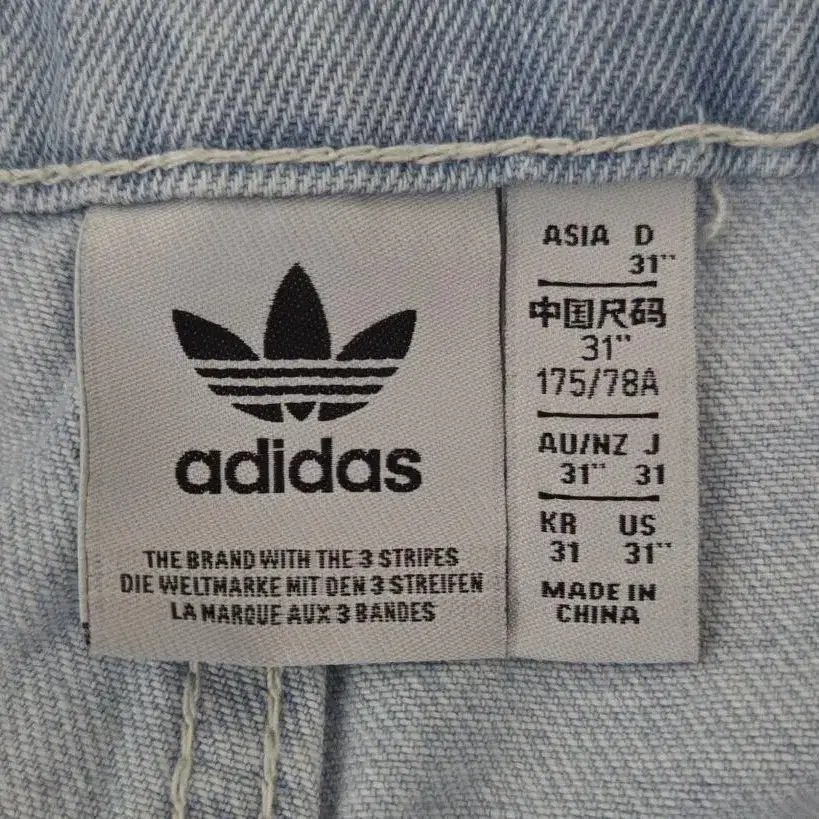 adidas
THE BRAND WITH THE 3 STRIPES
DIE WELTMARKE MIT DEN 3 STREIFEN
LA MARQUE AUX 3 BANDES
ASIA D
31"
中国尺码
31"
175/78A
AU/NZ J
31" 31
KR US
31 31"
MADE IN
CHINA